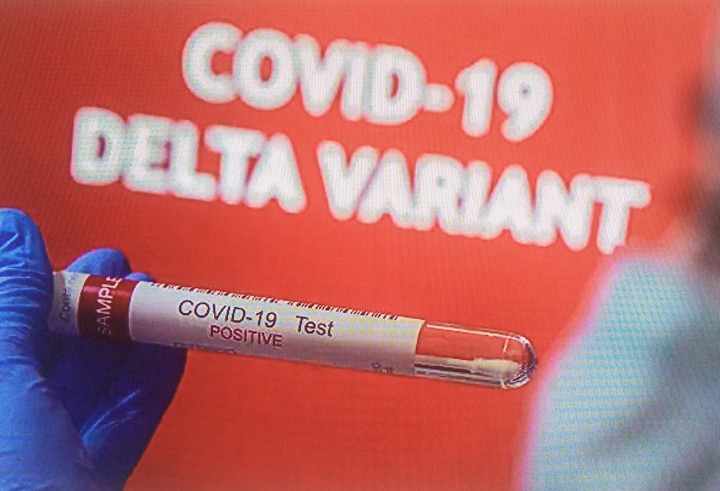 COVID-19
DELTA VARIANT
SAMPLE
COVID-19 Test
POSITIVE